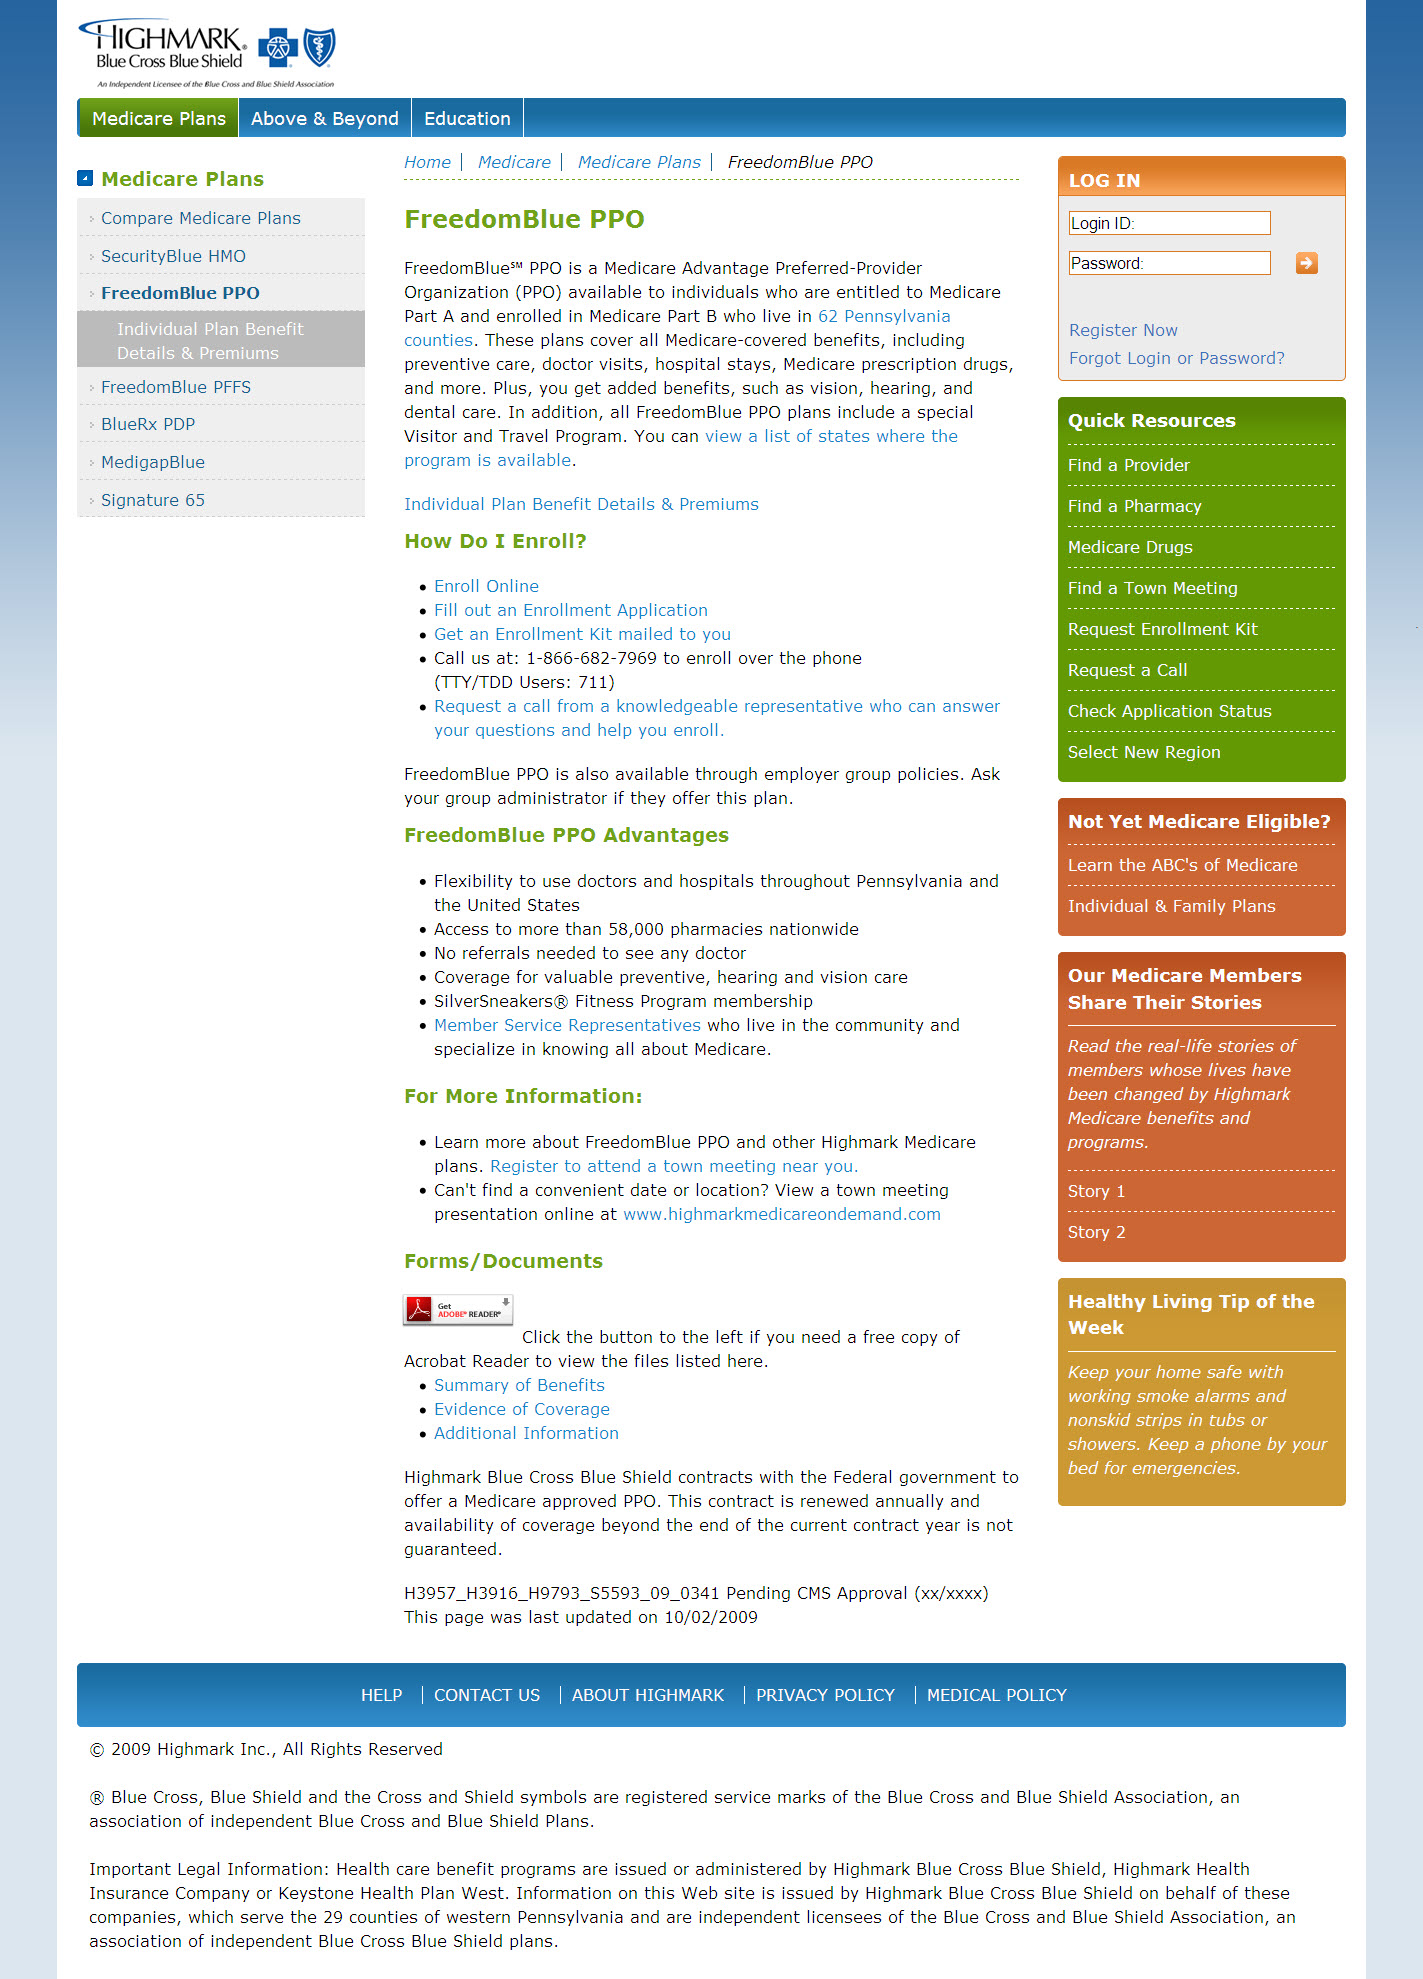 HIGHMARK®
Blue Cross Blue Shield
An Independent Licensee of the Blue Cross and Blue Shield Association
Medicare Plans
Above & Beyond
Education
Medicare Plans
Compare Medicare Plans
SecurityBlue HMO
FreedomBlue PPO
Individual Plan Benefit
Details & Premiums
FreedomBlue PFFS
BlueRx PDP
MedigapBlue
Signature 65
Home | Medicare | Medicare Plans | FreedomBlue PPO
FreedomBlue PPO
FreedomBlue℠ PPO is a Medicare Advantage Preferred-Provider
Organization (PPO) available to individuals who are entitled to Medicare
Part A and enrolled in Medicare Part B who live in 62 Pennsylvania
counties. These plans cover all Medicare-covered benefits, including
preventive care, doctor visits, hospital stays, Medicare prescription drugs,
and more. Plus, you get added benefits, such as vision, hearing, and
dental care. In addition, all FreedomBlue PPO plans include a special
Visitor and Travel Program. You can view a list of states where the
program is available.
Individual Plan Benefit Details & Premiums
How Do I Enroll?
• Enroll Online
• Fill out an Enrollment Application
• Get an Enrollment Kit mailed to you
• Call us at: 1-866-682-7969 to enroll over the phone
(TTY/TDD Users: 711)
• Request a call from a knowledgeable representative who can answer
your questions and help you enroll.
FreedomBlue PPO is also available through employer group policies. Ask
your group administrator if they offer this plan.
FreedomBlue PPO Advantages
• Flexibility to use doctors and hospitals throughout Pennsylvania and
the United States
• Access to more than 58,000 pharmacies nationwide
• No referrals needed to see any doctor
• Coverage for valuable preventive, hearing and vision care
• SilverSneakers® Fitness Program membership
• Member Service Representatives who live in the community and
specialize in knowing all about Medicare.
For More Information:
• Learn more about FreedomBlue PPO and other Highmark Medicare
plans. Register to attend a town meeting near you.
• Can't find a convenient date or location? View a town meeting
presentation online at www.highmarkmedicareondemand.com
Forms/Documents
Get
ADOBE® READER®
Click the button to the left if you need a free copy of
Acrobat Reader to view the files listed here.
• Summary of Benefits
• Evidence of Coverage
• Additional Information
Highmark Blue Cross Blue Shield contracts with the Federal government to
offer a Medicare approved PPO. This contract is renewed annually and
availability of coverage beyond the end of the current contract year is not
guaranteed.
H3957_H3916_H9793_S5593_09_0341 Pending CMS Approval (xx/xxxx)
This page was last updated on 10/02/2009
LOG IN
Login ID:
Password:
Register Now
Forgot Login or Password?
Quick Resources
Find a Provider
Find a Pharmacy
Medicare Drugs
Find a Town Meeting
Request Enrollment Kit
Request a Call
Check Application Status
Select New Region
Not Yet Medicare Eligible?
Learn the ABC's of Medicare
Individual & Family Plans
Our Medicare Members
Share Their Stories
Read the real-life stories of
members whose lives have
been changed by Highmark
Medicare benefits and
programs.
Story 1
Story 2
Healthy Living Tip of the
Week
Keep your home safe with
working smoke alarms and
nonskid strips in tubs or
showers. Keep a phone by your
bed for emergencies.
HELP | CONTACT US | ABOUT HIGHMARK | PRIVACY POLICY | MEDICAL POLICY
© 2009 Highmark Inc., All Rights Reserved
® Blue Cross, Blue Shield and the Cross and Shield symbols are registered service marks of the Blue Cross and Blue Shield Association, an
association of independent Blue Cross and Blue Shield Plans.
Important Legal Information: Health care benefit programs are issued or administered by Highmark Blue Cross Blue Shield, Highmark Health
Insurance Company or Keystone Health Plan West. Information on this Web site is issued by Highmark Blue Cross Blue Shield on behalf of these
companies, which serve the 29 counties of western Pennsylvania and are independent licensees of the Blue Cross and Blue Shield Association, an
association of independent Blue Cross Blue Shield plans.